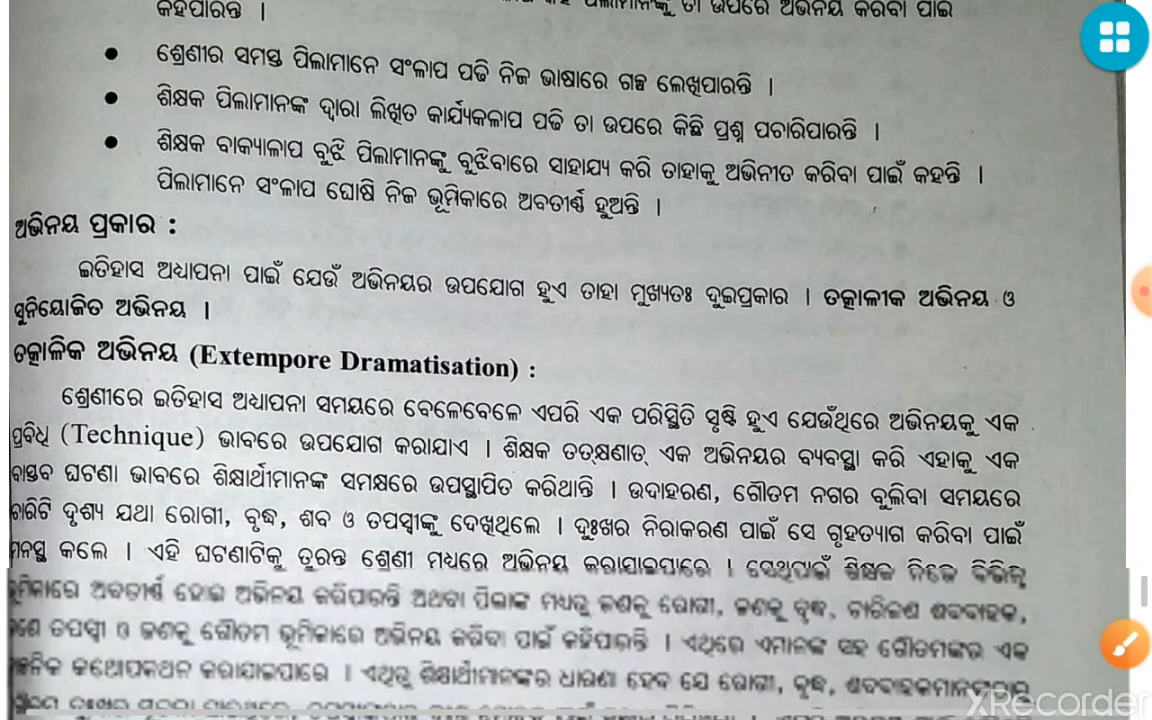 କହିପାରନ୍ତି ।
ତା ଉପରେ ଅଭିନୟ କରିବା ପାଇଁ
● ଶ୍ରେଣୀର ସମସ୍ତ ପିଲାମାନେ ସଂଳାପ ପଢି ନିଜ ଭାଷାରେ ଗଳ୍ପ ଲେଖିପାରନ୍ତି ।
● ଶିକ୍ଷକ ପିଲାମାନଙ୍କ ଦ୍ୱାରା ଲିଖିତ କାର୍ଯ୍ୟକଳାପ ପଢି ତା ଉପରେ କିଛି ପ୍ରଶ୍ନ ପଚାରିପାରନ୍ତି ।
● ଶିକ୍ଷକ ବାକ୍ୟାଳାପ ବୁଝି ପିଲାମାନଙ୍କୁ ବୁଝିବାରେ ସାହାଯ୍ୟ କରି ତାହାକୁ ଅଭିନୀତ କରିବା ପାଇଁ କହନ୍ତି ।
ପିଲାମାନେ ସଂଳାପ ଘୋଷି ନିଜ ଭୂମିକାରେ ଅବତୀର୍ଣ୍ଣ ହୁଅନ୍ତି ।
ଅଭିନୟ ପ୍ରକାର :
ଇତିହାସ ଅଧ୍ୟାପନା ପାଇଁ ଯେଉଁ ଅଭିନୟର ଉପଯୋଗ ହୁଏ ତାହା ମୁଖ୍ୟତଃ ଦୁଇପ୍ରକାର । ତତ୍କାଳୀକ ଅଭିନୟ ଓ
ସୁନିୟୋଜିତ ଅଭିନୟ ।
ତତ୍କାଳିକ ଅଭିନୟ (Extempore Dramatisation) :
ଶ୍ରେଣୀରେ ଇତିହାସ ଅଧ୍ୟାପନା ସମୟରେ ବେଳେବେଳେ ଏପରି ଏକ ପରିସ୍ଥିତି ସୃଷ୍ଟି ହୁଏ ଯେଉଁଥିରେ ଅଭିନୟକୁ ଏକ
ପ୍ରବିଧି (Technique) ଭାବରେ ଉପଯୋଗ କରାଯାଏ । ଶିକ୍ଷକ ତତ୍‌କ୍ଷଣାତ୍ ଏକ ଅଭିନୟର ବ୍ୟବସ୍ଥା କରି ଏହାକୁ ଏକ
ବାସ୍ତବ ଘଟଣା ଭାବରେ ଶିକ୍ଷାର୍ଥୀମାନଙ୍କ ସମକ୍ଷରେ ଉପସ୍ଥାପିତ କରିଥାନ୍ତି । ଉଦାହରଣ, ଗୌତମ ନଗର ବୁଲିବା ସମୟରେ
ଚାରିଟି ଦୃଶ୍ୟ ଯଥା ରୋଗୀ, ବୃଦ୍ଧ, ଶବ ଓ ତପସ୍ୱୀଙ୍କୁ ଦେଖିଥିଲେ । ଦୁଃଖର ନିରାକରଣ ପାଇଁ ସେ ଗୃହତ୍ୟାଗ କରିବା ପାଇଁ
ମନସ୍ଥ କଲେ । ଏହି ଘଟଣାଟିକୁ ତୁରନ୍ତ ଶ୍ରେଣୀ ମଧ୍ୟରେ ଅଭିନୟ କରାଯାଇପାରେ । ସେଥିପାଇଁ ଶିକ୍ଷକ ନିଜେ ବିଭିନ୍ନ
ଭୂମିକାରେ ଅବତୀର୍ଣ୍ଣ ହୋଇ ଅଭିନୟ କରିପାରନ୍ତି ଅଥବା ପିଲାଙ୍କ ମଧ୍ୟରୁ ଜଣକୁ ରୋଗୀ, ଜଣକୁ ବୃଦ୍ଧ, ଚାରିଜଣ ଶବବାହକ,
ଜଣେ ତପସ୍ୱୀ ଓ ଜଣକୁ ଗୌତମ ଭୂମିକାରେ ଅଭିନୟ କରିବା ପାଇଁ କହିପାରନ୍ତି । ଏଥିରେ ଏମାନଙ୍କ ସହ ଗୌତମଙ୍କର ଏକ
କଥୋପକଥନ କରାଯାଇପାରେ । ଏଥିରୁ ଶିକ୍ଷାର୍ଥୀମାନଙ୍କର ଧାରଣା ହେବ ଯେ ରୋଗୀ, ବୃଦ୍ଧ, ଶବବାହକମାନଙ୍କଠାରୁ
XRecorder